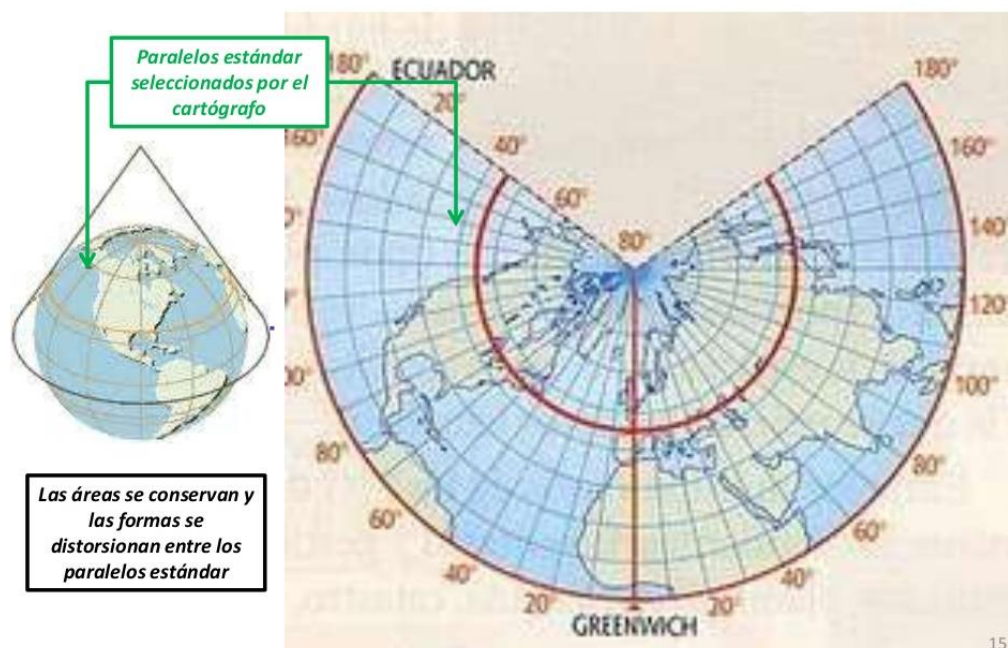 Paralelos estándar
seleccionados por el
cartógrafo
180°
ECUADOR
180°
20°
160°
40°
160°
60°
140°
80°
120°
100°
80°
80°
60°
60°
40°
40°
20°
20°
GREENWICH
Las áreas se conservan y
las formas se
distorsionan entre los
paralelos estándar
15